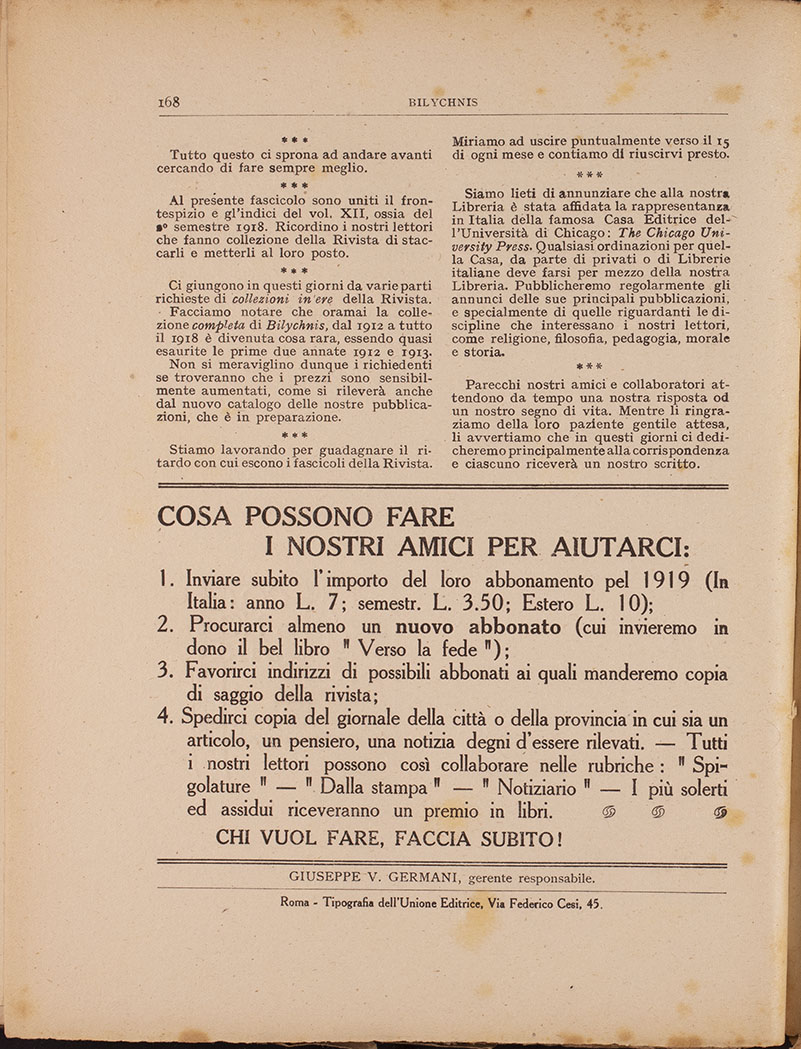 168
BILYCHNIS
* * *
Tutto questo ci sprona ad andare avanti
cercando di fare sempre meglio.
* * *
Al presente fascicolo sono uniti il fron-
tespizio e gl'indici del vol. XII, ossia del
2º semestre 1918. Ricordino i nostri lettori
che fanno collezione della Rivista di stac-
carli e metterli al loro posto.
* * *
Ci giungono in questi giorni da varie parti
richieste di collezioni intere della Rivista.
Facciamo notare che oramai la colle-
zione completa di Bilychnis, dal 1912 a tutto
il 1918 è divenuta cosa rara, essendo quasi
esaurite le prime due annate 1912 e 1913.
Non si meraviglino dunque i richiedenti
se troveranno che i prezzi sono sensibil-
mente aumentati, come si rileverà anche
dal nuovo catalogo delle nostre pubblica-
zioni, che è in preparazione.
* * *
Stiamo lavorando per guadagnare il ri-
tardo con cui escono i fascicoli della Rivista.
Miriamo ad uscire puntualmente verso il 15
di ogni mese e contiamo di riuscirvi presto.
* * *
Siamo lieti di annunziare che alla nostra
Libreria è stata affidata la rappresentanza
in Italia della famosa Casa Editrice del-
l'Università di Chicago: The Chicago Uni-
versity Press. Qualsiasi ordinazioni per quel-
la Casa, da parte di privati o di Librerie
italiane deve farsi per mezzo della nostra
Libreria. Pubblicheremo regolarmente gli
annunci delle sue principali pubblicazioni,
e specialmente di quelle riguardanti le di-
scipline che interessano i nostri lettori,
come religione, filosofia, pedagogia, morale
e storia.
* * *
Parecchi nostri amici e collaboratori at-
tendono da tempo una nostra risposta od
un nostro segno di vita. Mentre li ringra-
ziamo della loro paziente gentile attesa,
li avvertiamo che in questi giorni ci dedi-
cheremo principalmente alla corrispondenza
e ciascuno riceverà un nostro scritto.
COSA POSSONO FARE
I NOSTRI AMICI PER AIUTARCI:
1. Inviare subito l'importo del loro abbonamento pel 1919 (In
Italia: anno L. 7; semestr. L. 3.50; Estero L. 10);
2. Procurarci almeno un nuovo abbonato (cui invieremo in
dono il bel libro " Verso la fede ");
3. Favorirci indirizzi di possibili abbonati ai quali manderemo copia
di saggio della rivista;
4. Spedirci copia del giornale della città o della provincia in cui sia un
articolo, un pensiero, una notizia degni d'essere rilevati. — Tutti
i nostri lettori possono così collaborare nelle rubriche : " Spi-
golature " — " Dalla stampa " — " Notiziario " — I più solerti
ed assidui riceveranno un premio in libri.
CHI VUOL FARE, FACCIA SUBITO!
GIUSEPPE V. GERMANI, gerente responsabile.
Roma - Tipografia dell'Unione Editrice, Via Federico Cesi, 45.